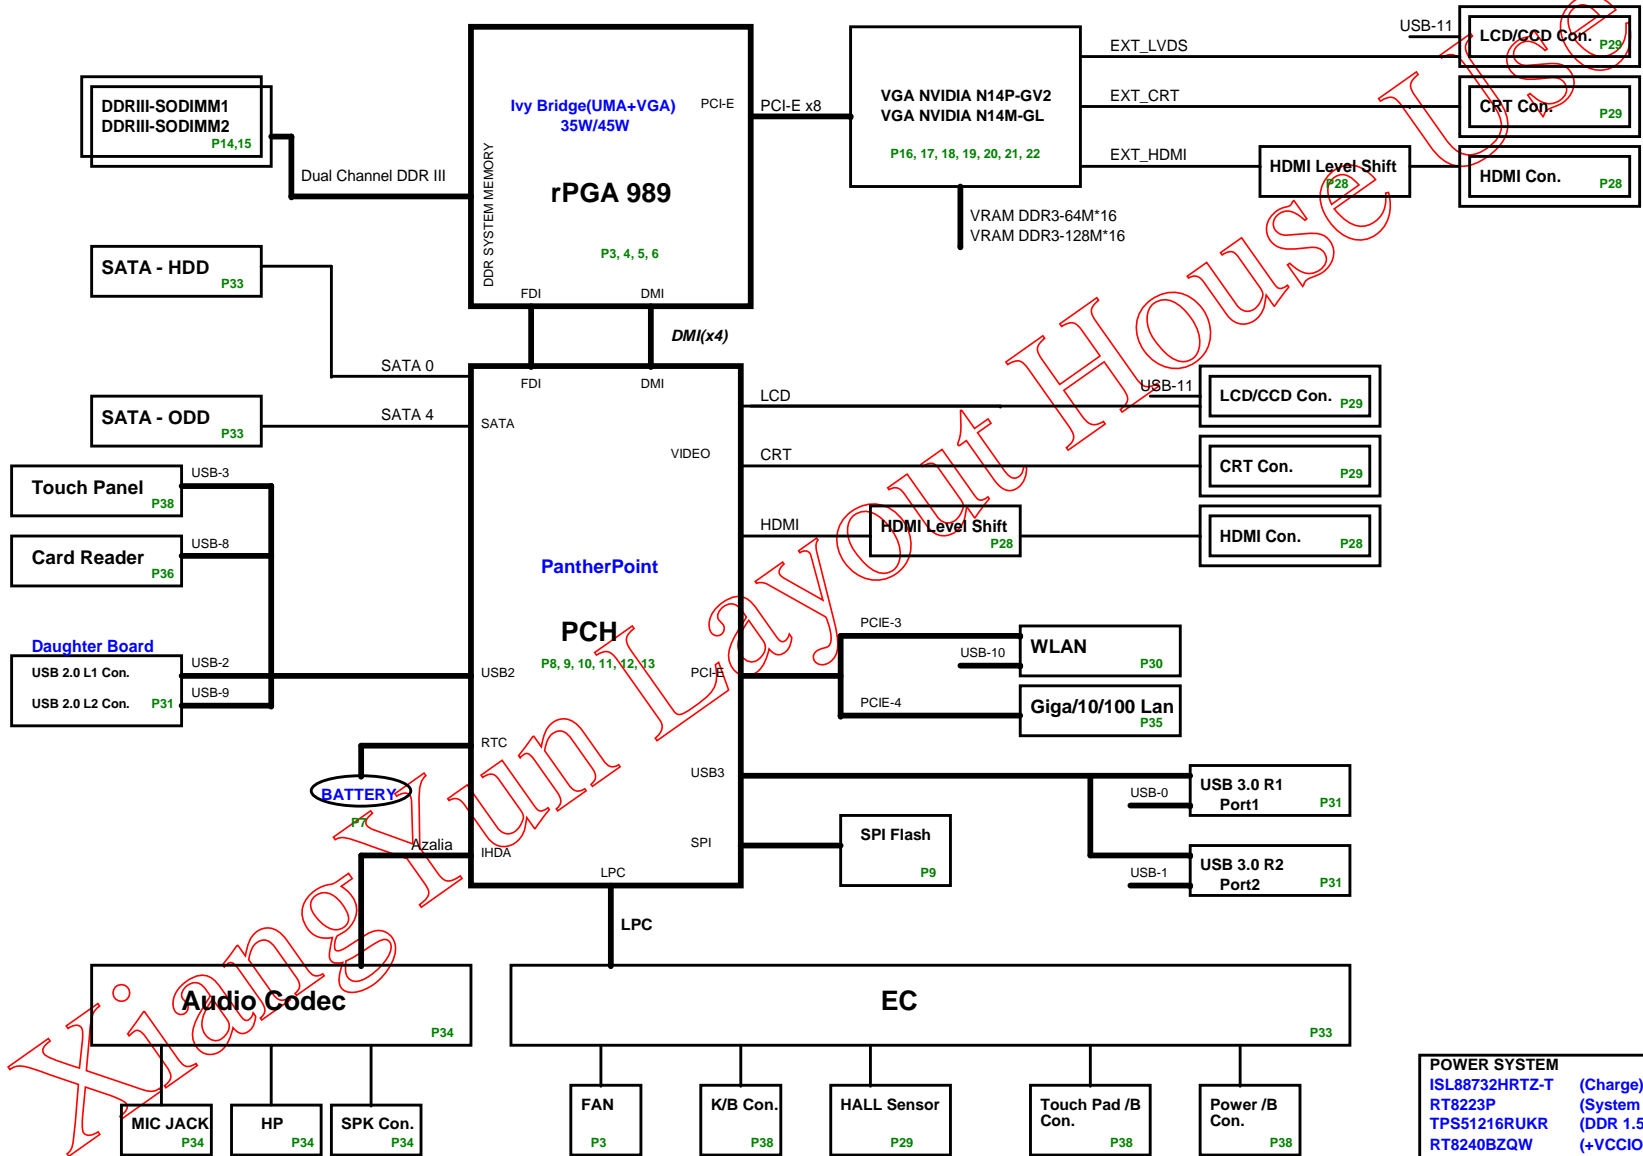 USB-11
LCD/CCD Con.
P29
EXT_LVDS
DDRIII-SODIMM1
DDRIII-SODIMM2
P14,15
Dual Channel DDR III
DDR SYSTEM MEMORY
Ivy Bridge(UMA+VGA)
35W/45W
PCI-E
rPGA 989
P3, 4, 5, 6
FDI
DMI
PCI-E x8
VGA NVIDIA N14P-GV2
VGA NVIDIA N14M-GL
P16, 17, 18, 19, 20, 21, 22
EXT_CRT
CRT Con.
P29
EXT_HDMI
HDMI Level Shift
P28
HDMI Con.
P28
VRAM DDR3-64M*16
VRAM DDR3-128M*16
SATA - HDD
P33
DMI(x4)
SATA 0
FDI
DMI
SATA - ODD
P33
SATA 4
SATA
VIDEO
LCD
USB-11
LCD/CCD Con.
P29
CRT
CRT Con.
P29
HDMI
HDMI Level Shift
P28
HDMI Con.
P28
Touch Panel
P38
USB-3
Card Reader
P36
USB-8
PantherPoint
PCH
P8, 9, 10, 11, 12, 13
Daughter Board
USB 2.0 L1 Con.
USB 2.0 L2 Con.
P31
USB-2
USB-9
USB2
PCI-E
PCIE-3
USB-10
WLAN
P30
PCIE-4
Giga/10/100 Lan
P35
RTC
BATTERY
P7
USB3
USB-0
USB 3.0 R1
Port1
P31
Azalia
IHDA
SPI
SPI Flash
P9
USB-1
USB 3.0 R2
Port2
P31
LPC
LPC
Audio Codec
P34
EC
P33
MIC JACK
P34
HP
P34
SPK Con.
P34
FAN
P3
K/B Con.
P38
HALL Sensor
P29
Touch Pad /B
Con.
P38
Power /B
Con.
P38
POWER SYSTEM
ISL88732HRTZ-T (Charge)
RT8223P (System
TPS51216RUKR (DDR 1.5
RT8240BZQW (+VCCIO
XiangYun Layout House Use